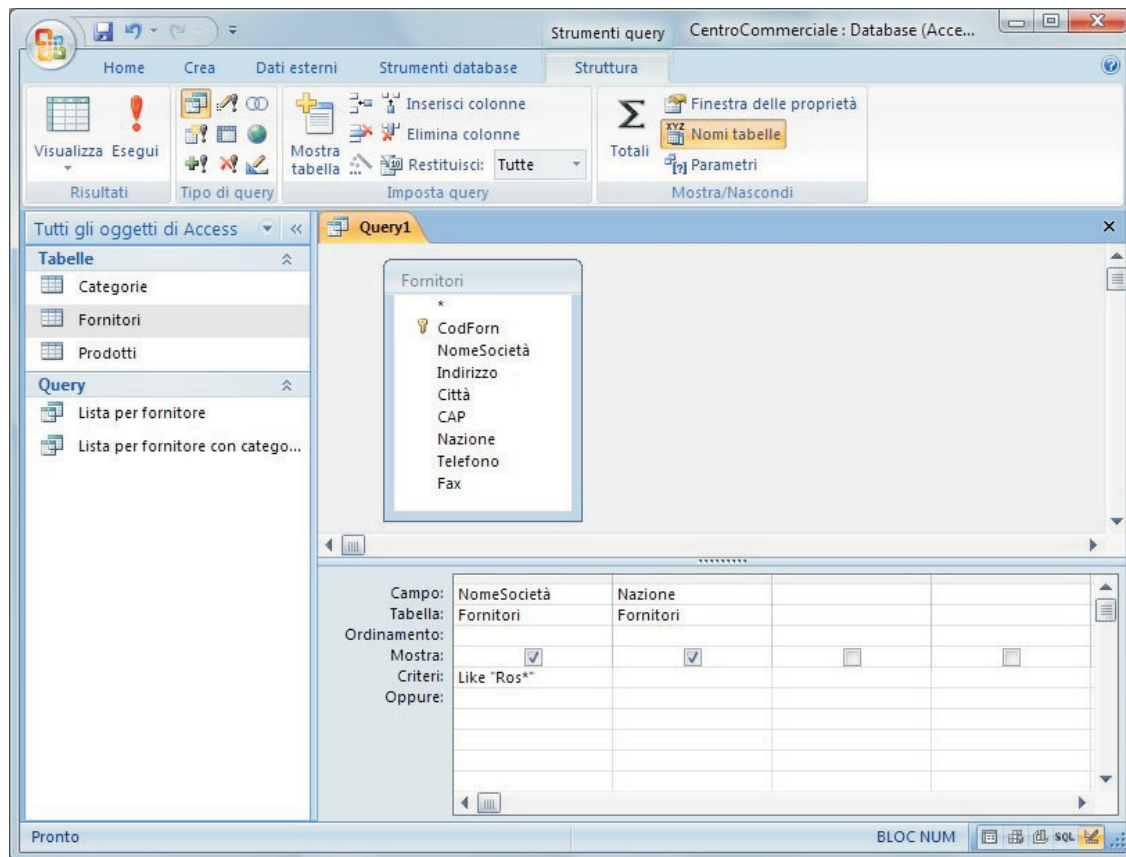 Strumenti query
CentroCommerciale : Database (Acce...
Home
Crea
Dati esterni
Strumenti database
Struttura
Visualizza
Esegui
Risultati
Tipo di query
Mostra tabella
Inserisci colonne
Elimina colonne
Restituisci: Tutte
Imposta query
Σ
Totali
Finestra delle proprietà
XYZ
Nomi tabelle
Parametri
Mostra/Nascondi
Tutti gli oggetti di Access
«
Tabelle
Categorie
Fornitori
Prodotti
Query
Lista per fornitore
Lista per fornitore con catego...
Query1
Fornitori
*
CodForn
NomeSocietà
Indirizzo
Città
CAP
Nazione
Telefono
Fax
Campo: NomeSocietà Nazione
Tabella: Fornitori Fornitori
Ordinamento:
Mostra:
Criteri: Like "Ros*"
Oppure:
Pronto
BLOC NUM
SQL